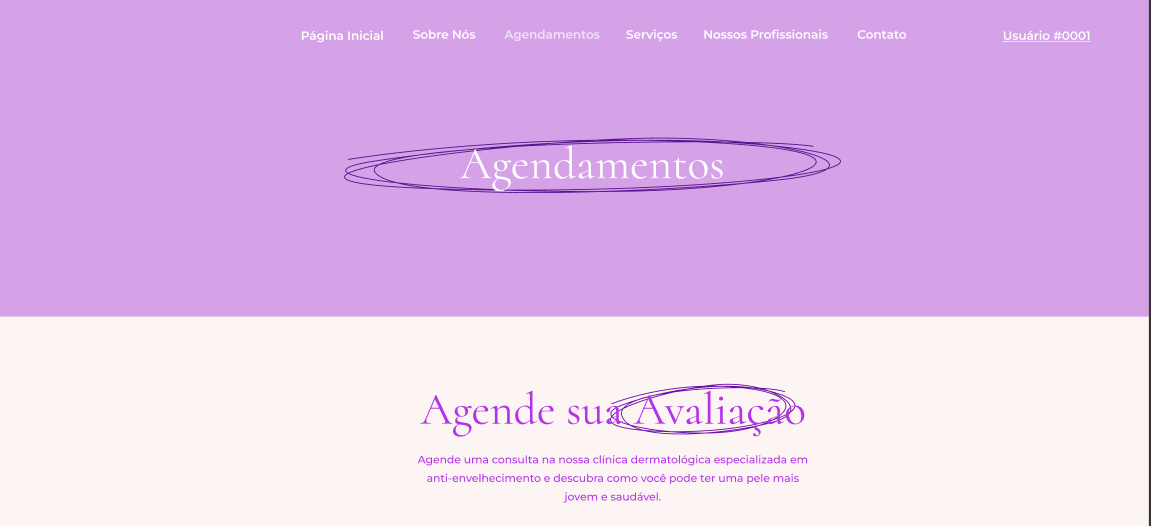 Página Inicial Sobre Nós Agendamentos Serviços Nossos Profissionais Contato Usuário #0001
Agendamentos
Agende sua Avaliação
Agende uma consulta na nossa clínica dermatológica especializada em
anti-envelhecimento e descubra como você pode ter uma pele mais
jovem e saudável.